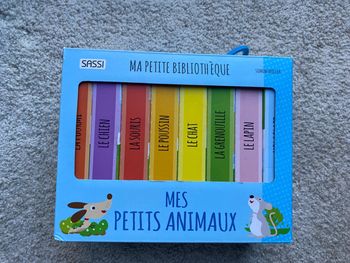 SASSI
MA PETITE BIBLIOTHÈQUE
LE CHIEN
LA SOURIS
LE POUSSIN
LE CHAT
LA GRENOUILLE
LE LAPIN
MES
PETITS ANIMAUX